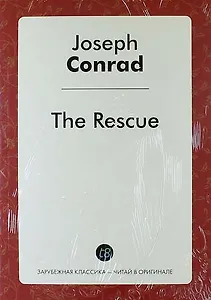 Joseph
Conrad
The Rescue
ЗАРУБЕЖНАЯ КЛАССИКА — ЧИТАЙ В ОРИГИНАЛЕ